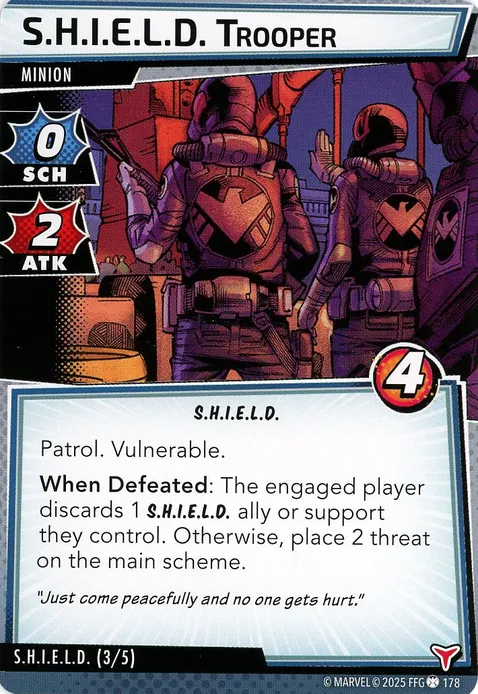 S.H.I.E.L.D. TROOPER
MINION
0
SCH
2
ATK
4
S.H.I.E.L.D.
Patrol. Vulnerable.
When Defeated: The engaged player
discards 1 S.H.I.E.L.D. ally or support
they control. Otherwise, place 2 threat
on the main scheme.
"Just come peacefully and no one gets hurt."
S.H.I.E.L.D. (3/5)
© MARVEL © 2025 FFG 178